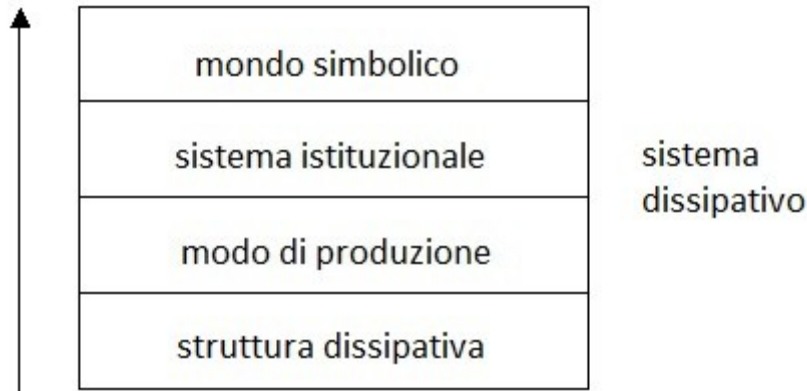 mondo simbolico
sistema istituzionale
sistema
dissipativo
modo di produzione
struttura dissipativa